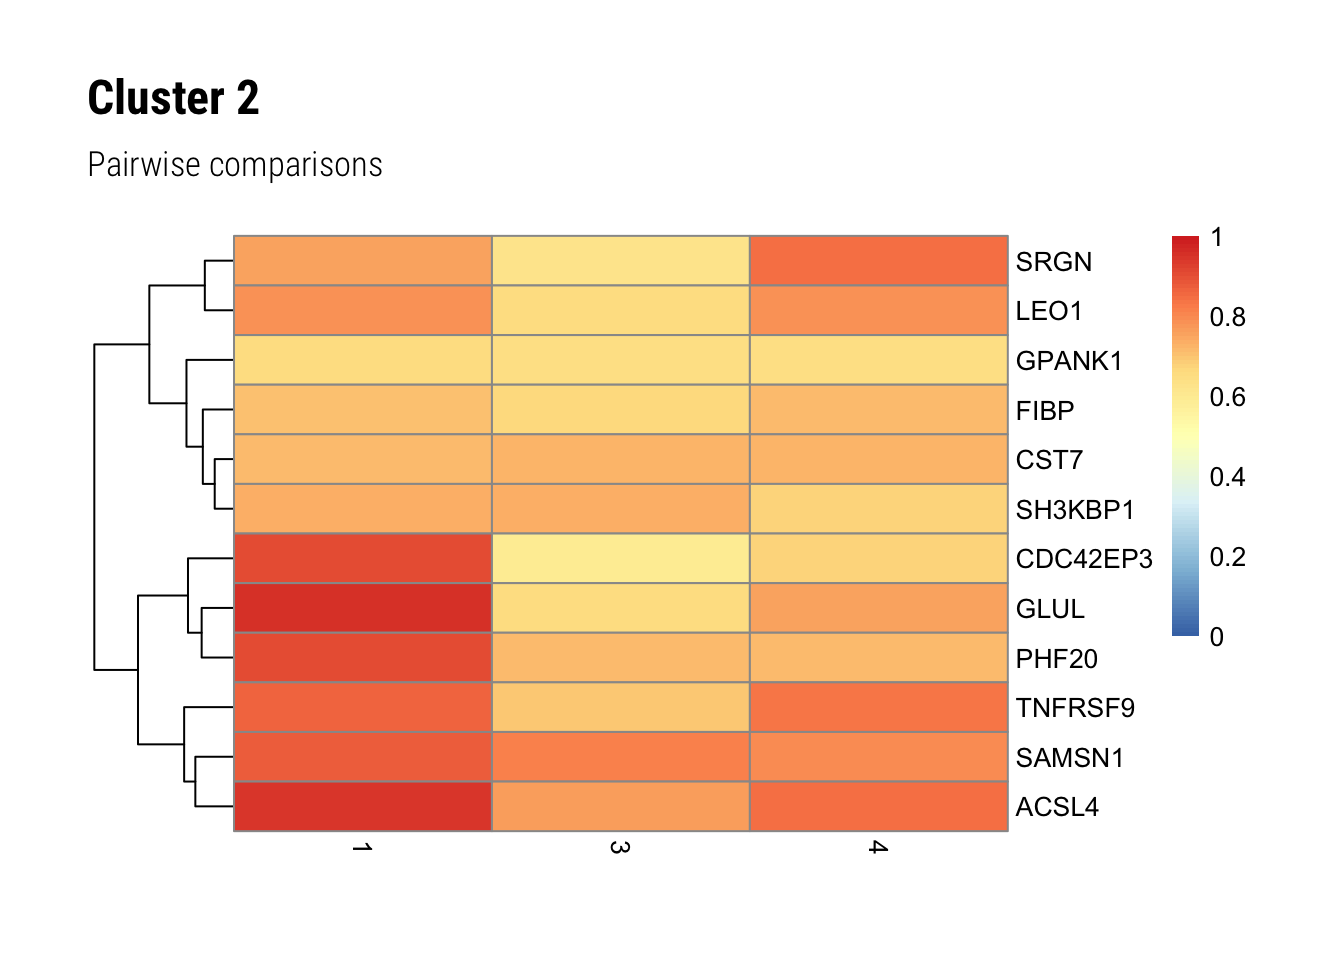 Cluster 2
Pairwise comparisons
SRGN
LEO1
GPANK1
FIBP
CST7
SH3KBP1
CDC42EP3
GLUL
PHF20
TNFRSF9
SAMSN1
ACSL4
1
0.8
0.6
0.4
0.2
0
1
3
4